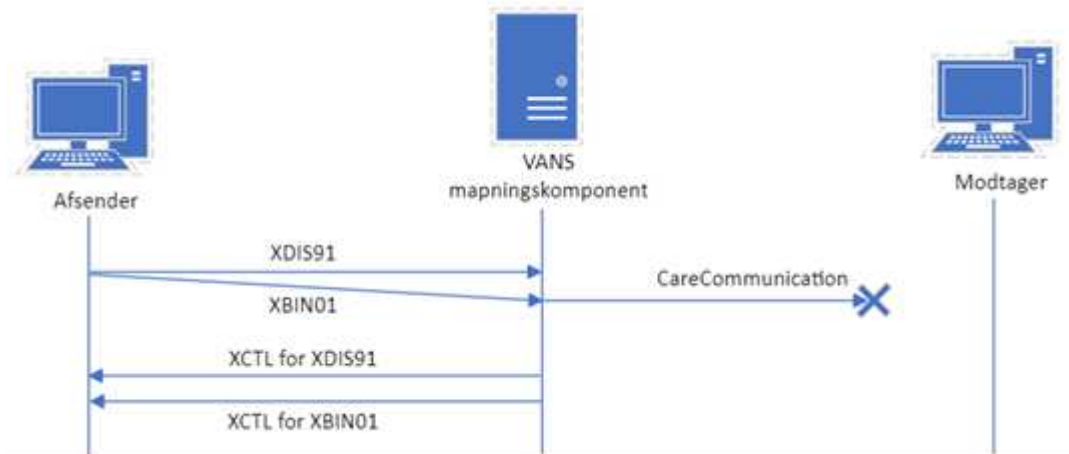 VANS
mapningskomponent
Afsender
Modtager
XDIS91
CareCommunication
XBIN01
XCTL for XDIS91
XCTL for XBIN01